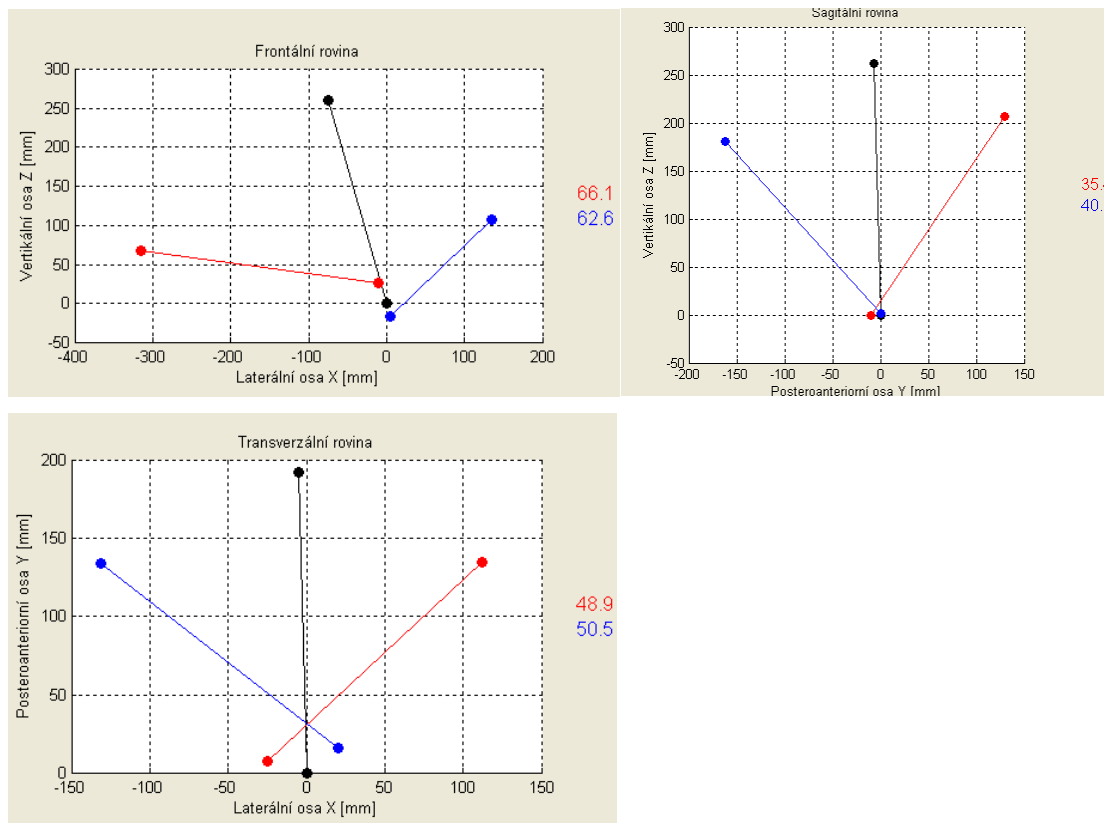 Frontální rovina
300
250
200
150
100
50
0
-50
-400 -300 -200 -100 0 100 200
Vertikální osa Z [mm]
Laterální osa X [mm]
66.1
62.6
Sagitální rovina
300
250
200
150
100
50
0
-50
-200 -150 -100 -50 0 50 100 150
Vertikální osa Z [mm]
Posteroanteriorní osa Y [mm]
35.
40.
Transverzální rovina
200
150
100
50
0
-150 -100 -50 0 50 100 150
Posteroanteriorní osa Y [mm]
Laterální osa X [mm]
48.9
50.5